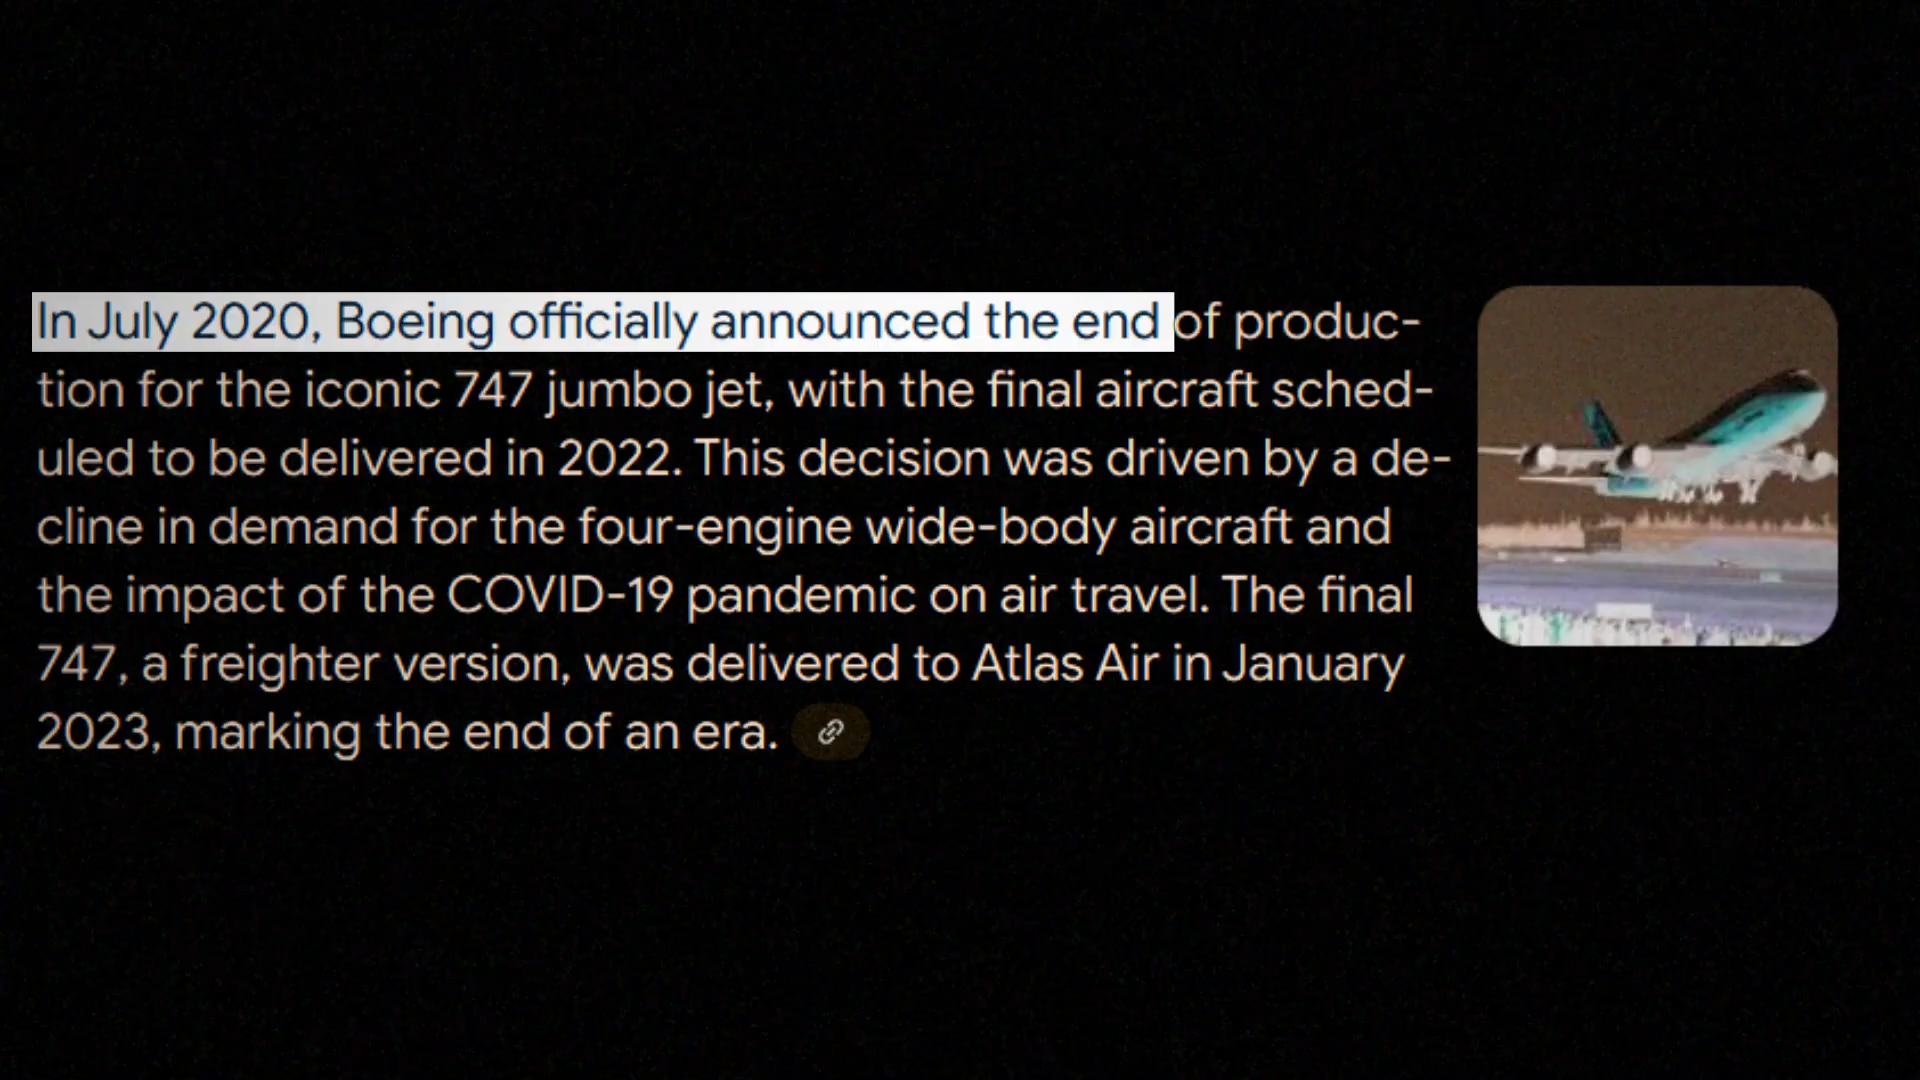 In July 2020, Boeing officially announced the end of produc-
tion for the iconic 747 jumbo jet, with the final aircraft sched-
uled to be delivered in 2022. This decision was driven by a de-
cline in demand for the four-engine wide-body aircraft and
the impact of the COVID-19 pandemic on air travel. The final
747, a freighter version, was delivered to Atlas Air in January
2023, marking the end of an era.